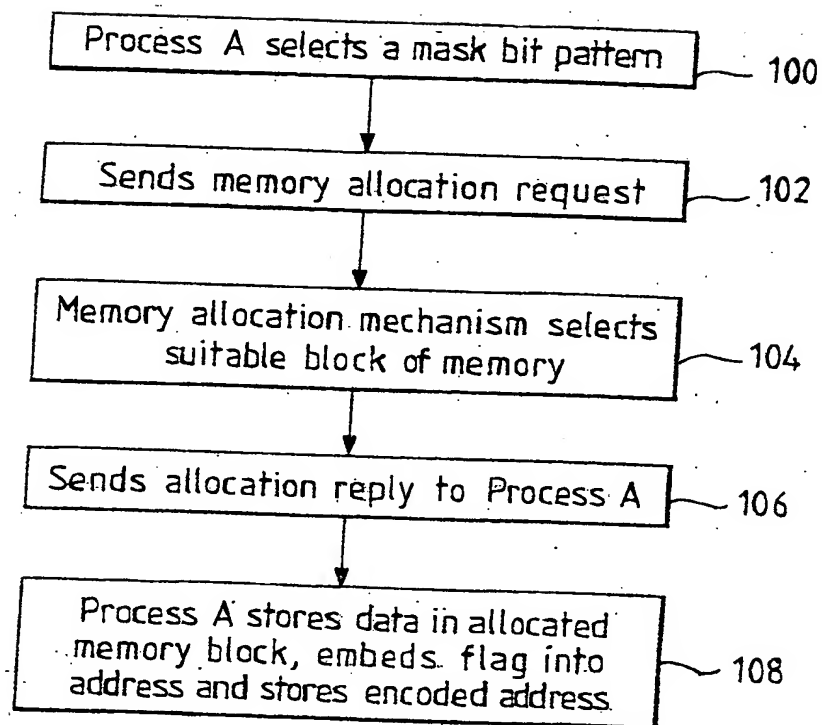 Process A selects a mask bit pattern
100
Sends memory allocation request
102
Memory allocation mechanism selects
suitable block of memory
104
Sends allocation reply to Process A
106
Process A stores data in allocated
memory block, embeds flag into
address and stores encoded address
108